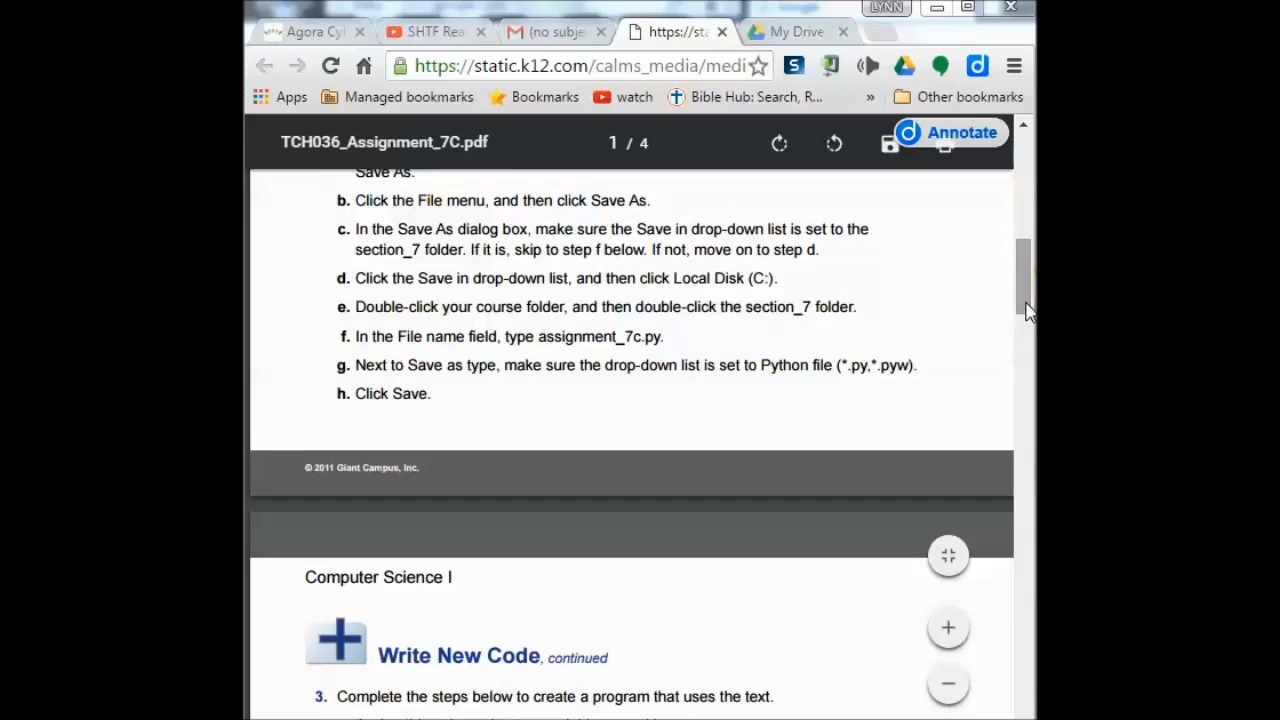 LYNN
Agora Cy
SHTF Rea
(no subje
https://sta
My Drive
https://static.k12.com/calms_media/medi
Apps
Managed bookmarks
Bookmarks
watch
Bible Hub: Search, R...
»
Other bookmarks
TCH036_Assignment_7C.pdf
1 / 4
Annotate
Save As.
b. Click the File menu, and then click Save As.
c. In the Save As dialog box, make sure the Save in drop-down list is set to the
section_7 folder. If it is, skip to step f below. If not, move on to step d.
d. Click the Save in drop-down list, and then click Local Disk (C:).
e. Double-click your course folder, and then double-click the section_7 folder.
f. In the File name field, type assignment_7c.py.
g. Next to Save as type, make sure the drop-down list is set to Python file (*.py,*.pyw).
h. Click Save.
© 2011 Giant Campus, Inc.
Computer Science I
Write New Code, continued
3. Complete the steps below to create a program that uses the text.